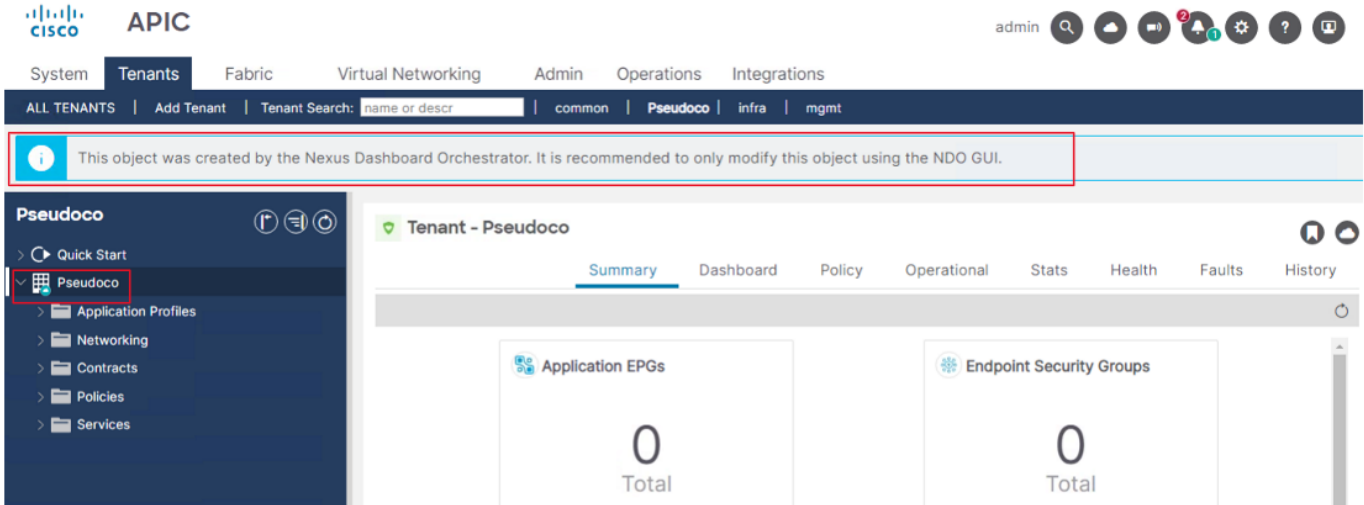 CISCO
APIC
admin
2
1
System Tenants Fabric Virtual Networking Admin Operations Integrations
ALL TENANTS | Add Tenant | Tenant Search: name or descr | common | Pseudoco | infra | mgmt
This object was created by the Nexus Dashboard Orchestrator. It is recommended to only modify this object using the NDO GUI.
Pseudoco
Quick Start
Pseudoco
Application Profiles
Networking
Contracts
Policies
Services
Tenant - Pseudoco
Summary Dashboard Policy Operational Stats Health Faults History
Application EPGs
0
Total
Endpoint Security Groups
0
Total